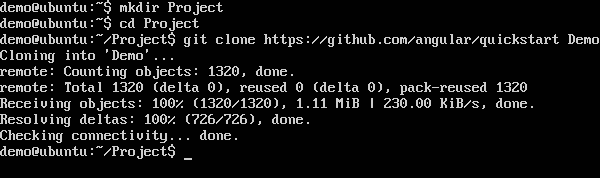 demo@ubuntu:~$ mkdir Project
demo@ubuntu:~$ cd Project
demo@ubuntu:~/Project$ git clone https://github.com/angular/quickstart Demo
Cloning into 'Demo'...
remote: Counting objects: 1320, done.
remote: Total 1320 (delta 0), reused 0 (delta 0), pack-reused 1320
Receiving objects: 100% (1320/1320), 1.11 MiB | 230.00 KiB/s, done.
Resolving deltas: 100% (726/726), done.
Checking connectivity... done.
demo@ubuntu:~/Project$ _